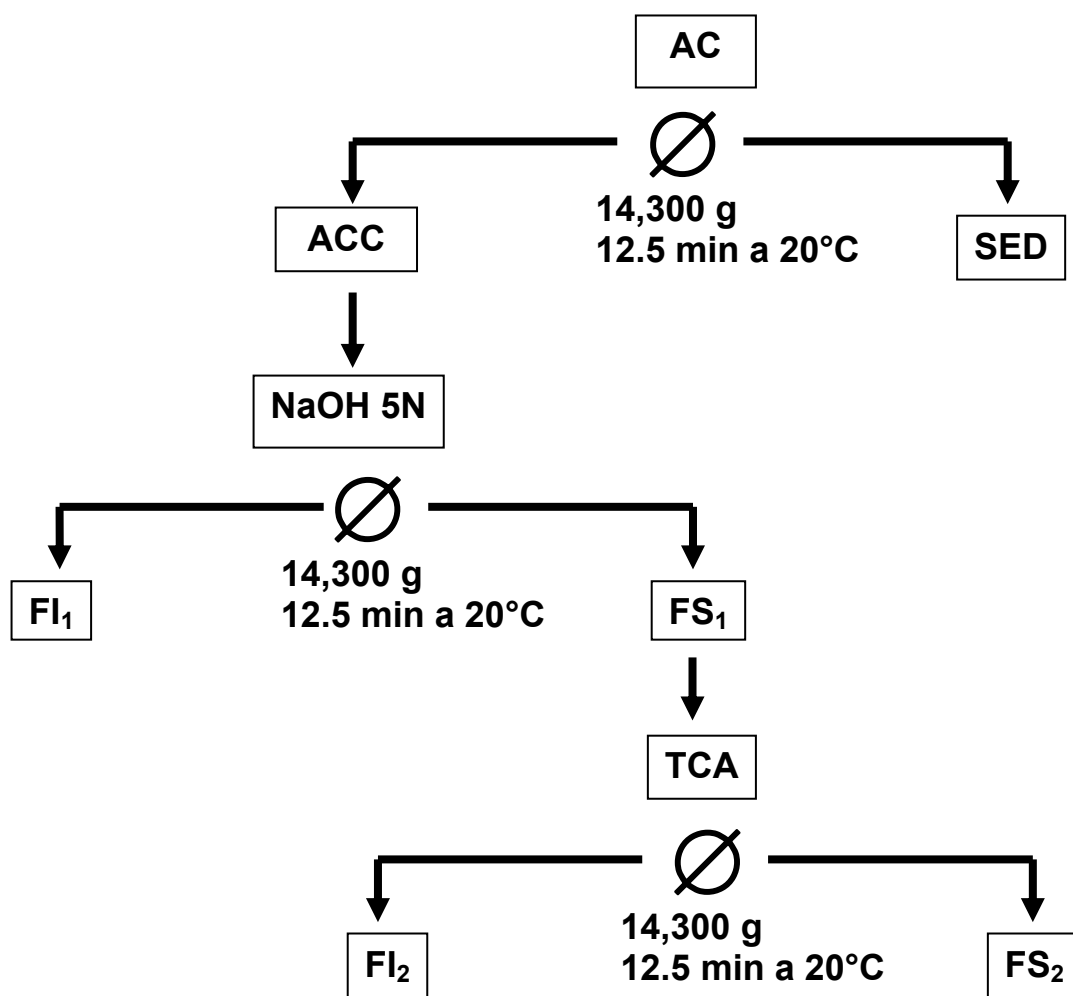 AC
14,300 g
12.5 min a 20°C
ACC
SED
NaOH 5N
14,300 g
12.5 min a 20°C
FI₁
FS₁
TCA
14,300 g
12.5 min a 20°C
FI₂
FS₂